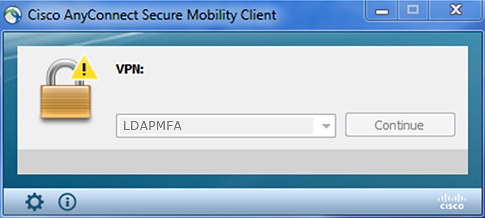 Cisco AnyConnect Secure Mobility Client
VPN:
LDAPMFA
Continue
cisco